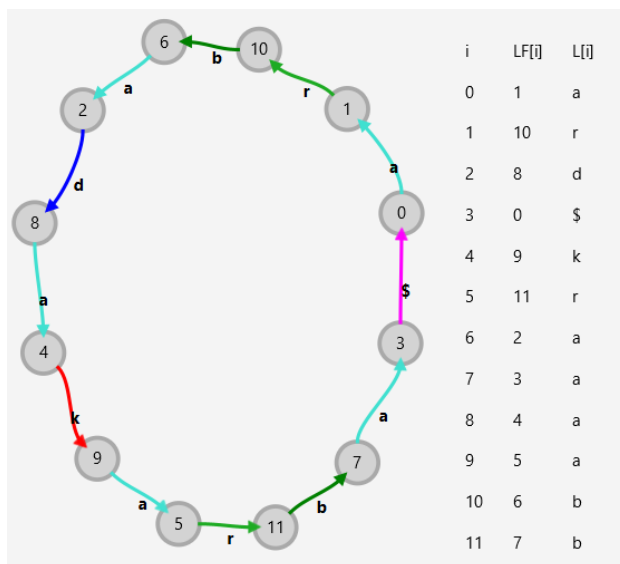 6
10
b
a
r
2
1
d
a
8
0
a
$
4
3
k
a
9
7
a
b
5
11
r
i LF[i] L[i]
0 1 a
1 10 r
2 8 d
3 0 $
4 9 k
5 11 r
6 2 a
7 3 a
8 4 a
9 5 a
10 6 b
11 7 b